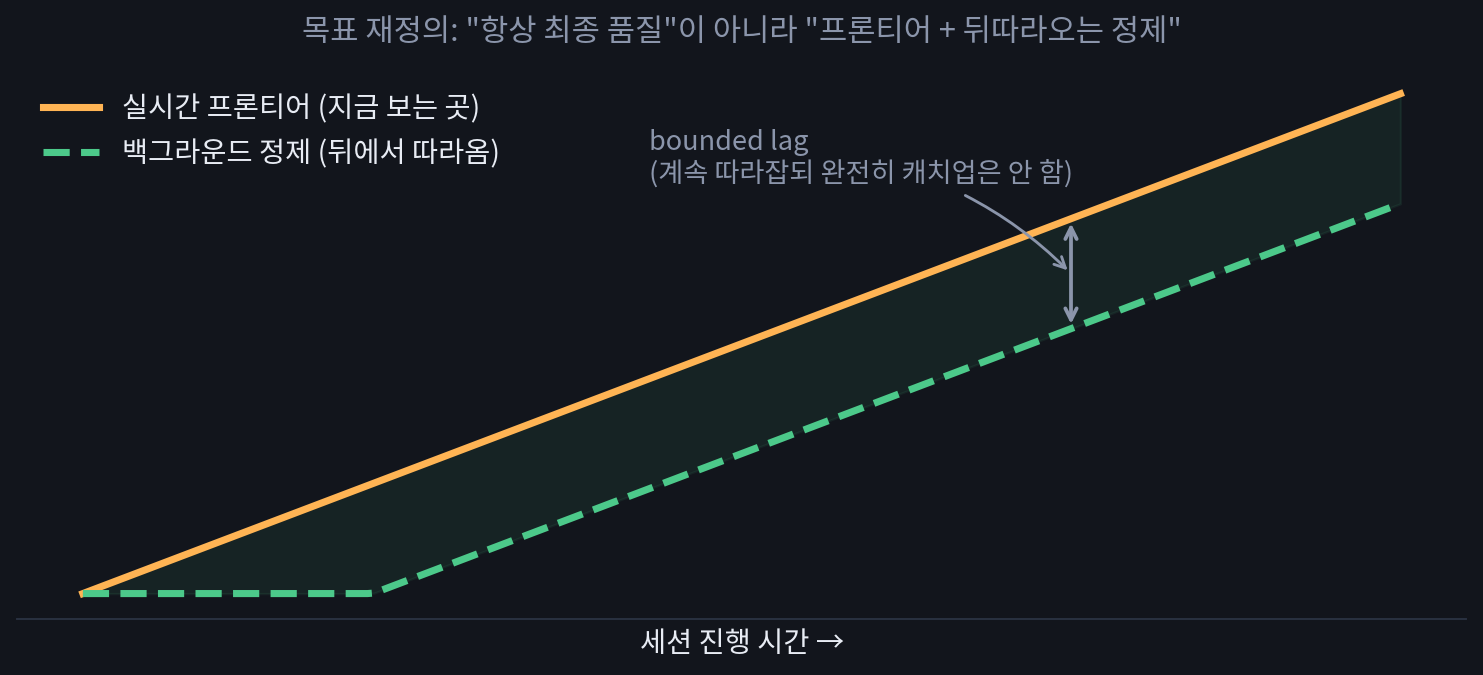 목표 재정의: "항상 최종 품질"이 아니라 "프론티어 + 뒤따라오는 정제"
실시간 프론티어 (지금 보는 곳)
백그라운드 정제 (뒤에서 따라옴)
bounded lag
(계속 따라잡되 완전히 캐치업은 안 함)
세션 진행 시간 →